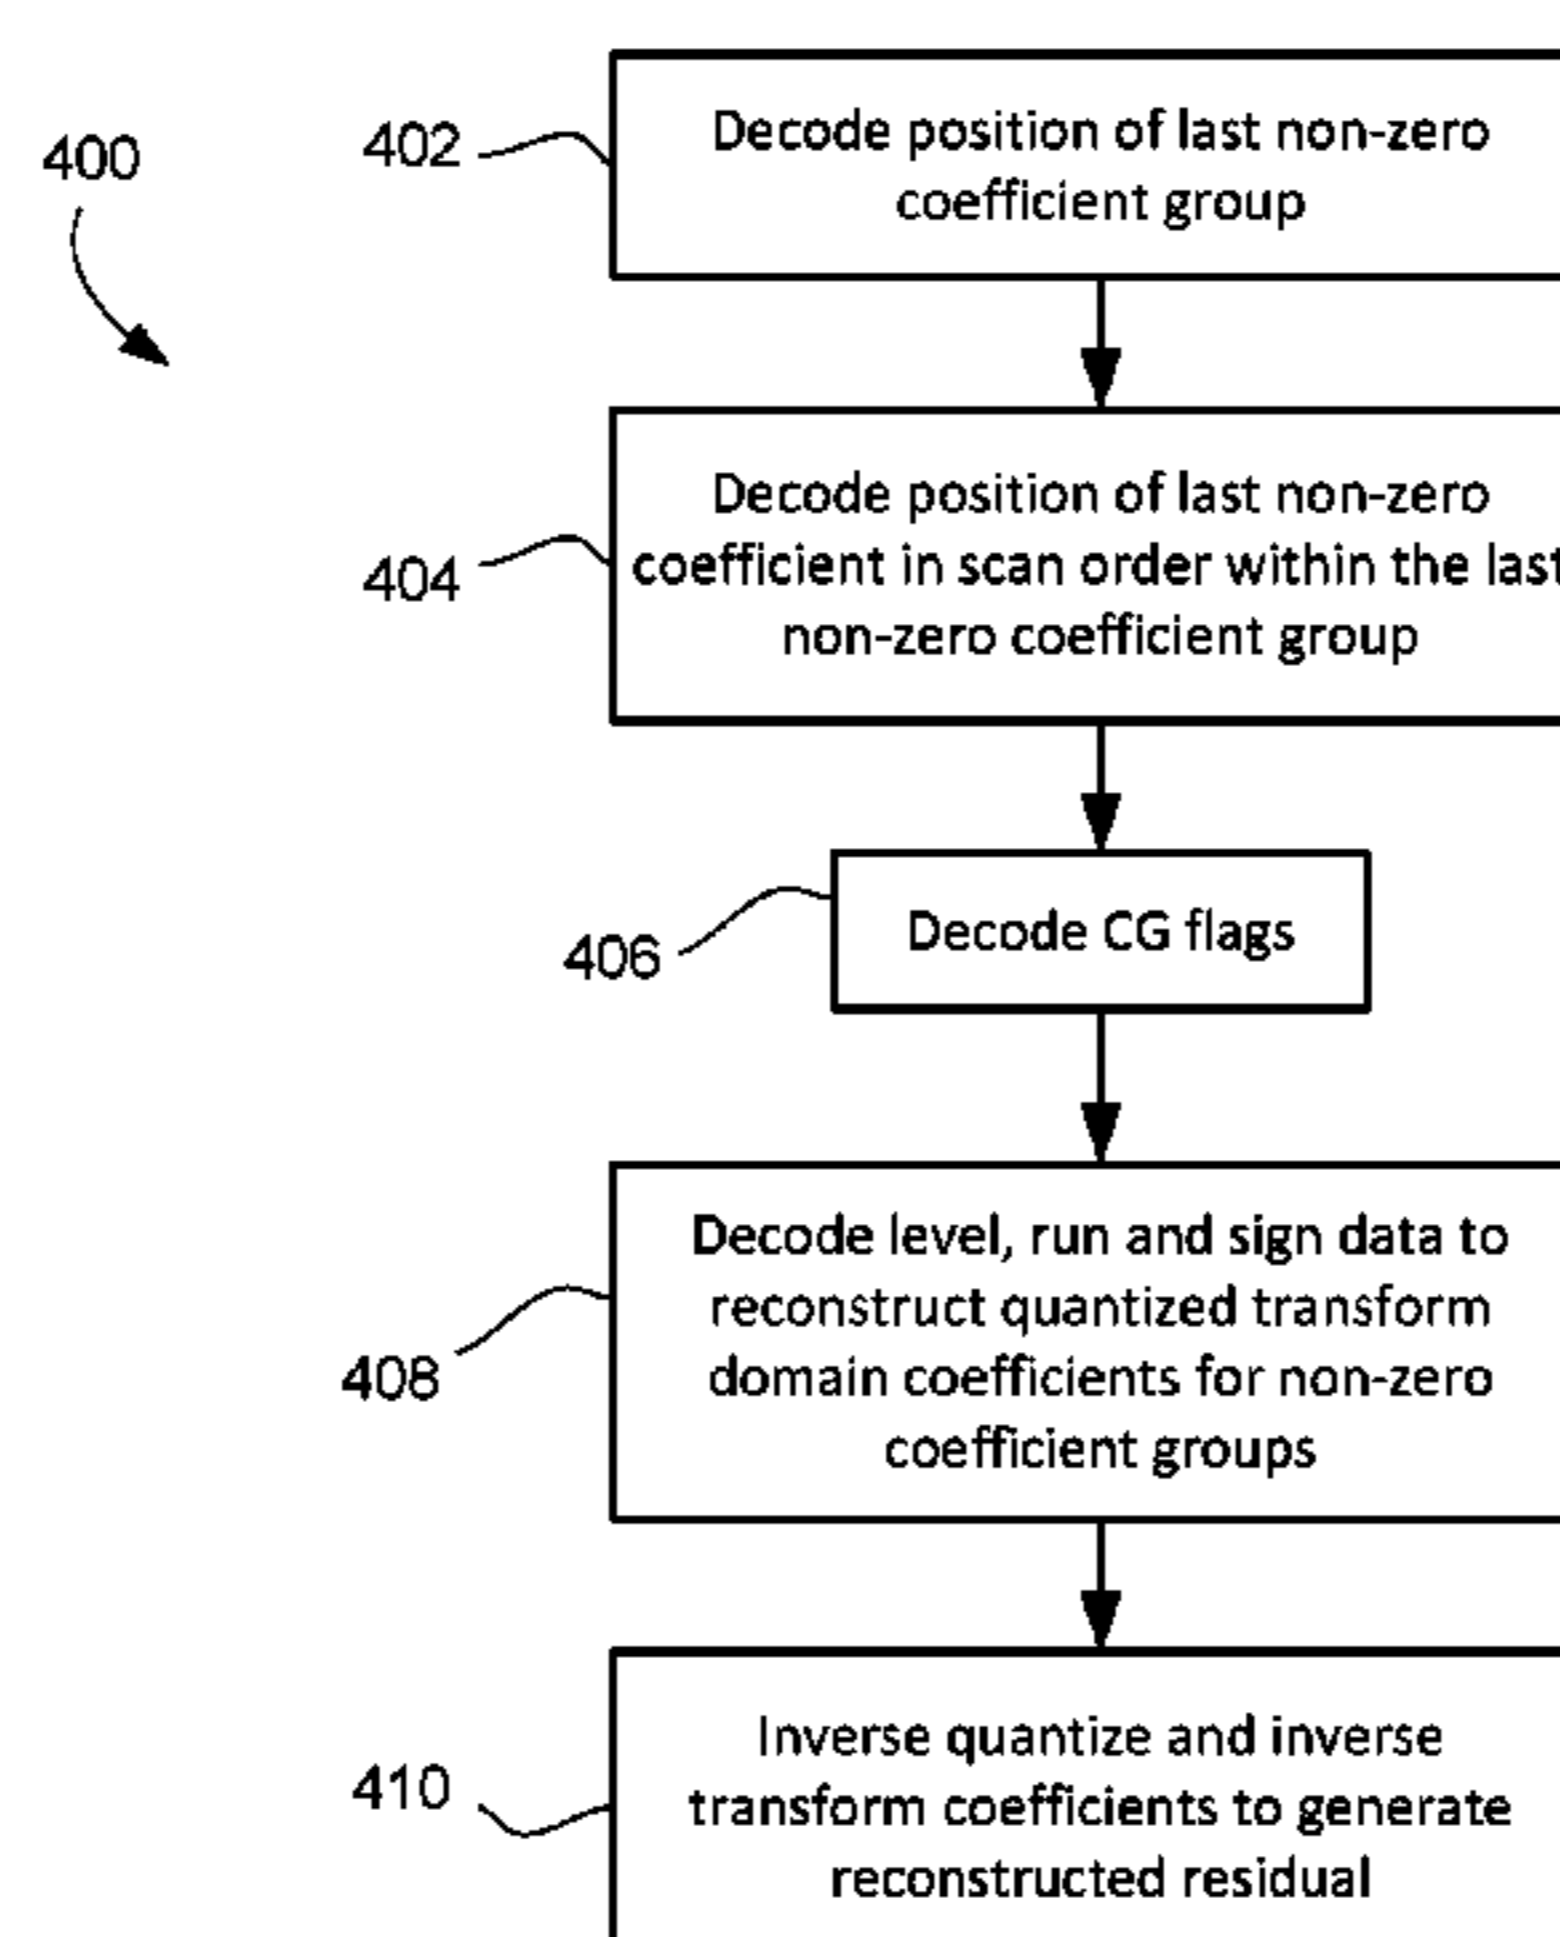 400
402
Decode position of last non-zero
coefficient group
404
Decode position of last non-zero
coefficient in scan order within the last
non-zero coefficient group
406
Decode CG flags
408
Decode level, run and sign data to
reconstruct quantized transform
domain coefficients for non-zero
coefficient groups
410
Inverse quantize and inverse
transform coefficients to generate
reconstructed residual